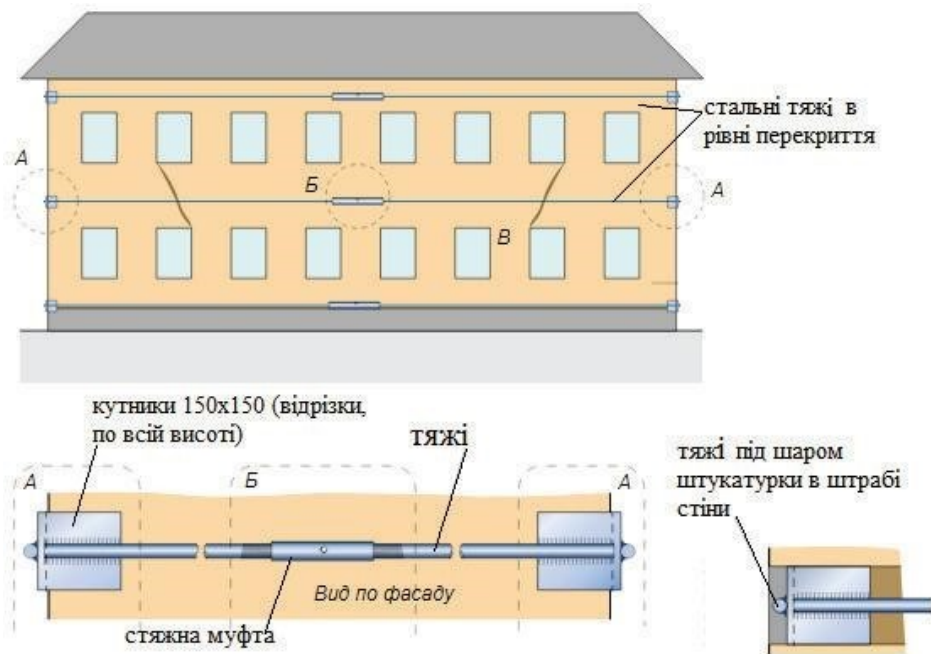 стальні тяжі в
рівні перекриття
А
Б
А
В
кутники 150х150 (відрізки,
по всій висоті)
тяжі
тяжі під шаром
штукатурки в штрабі
стіни
А
Б
А
Вид по фасаду
стяжна муфта